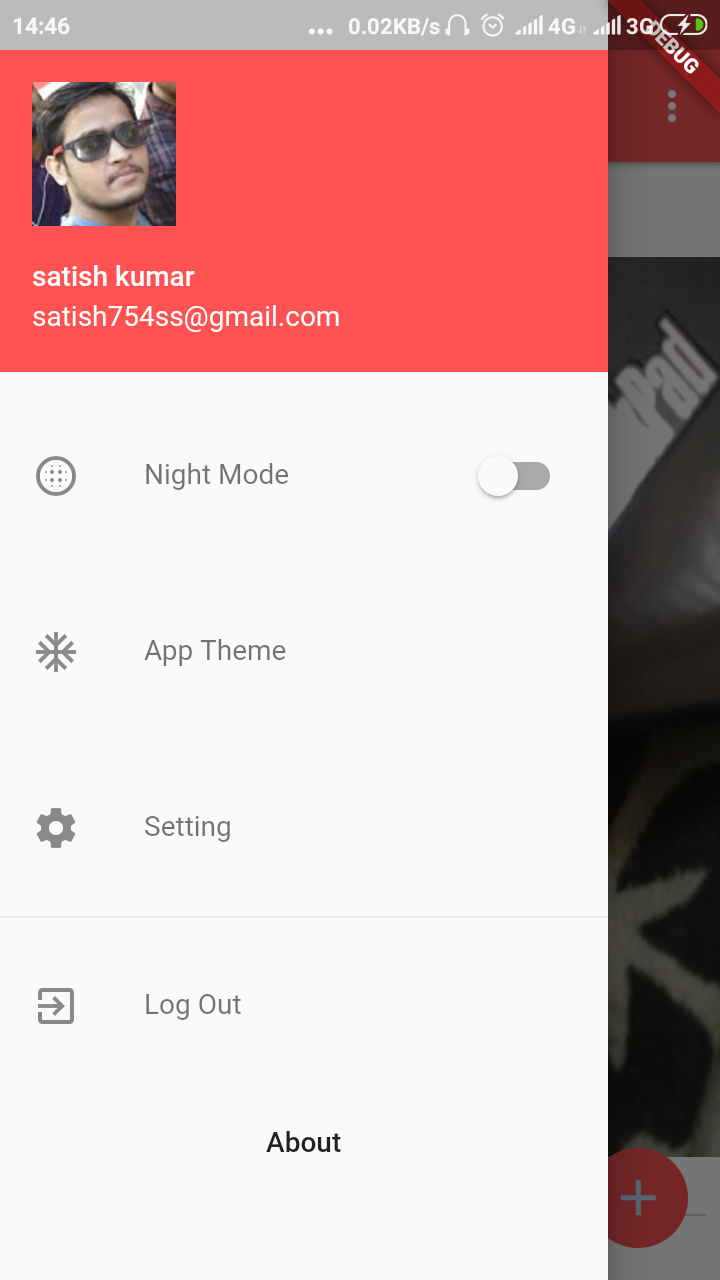 14:46 ... 0.02KB/s 4G 3G
DEBUG
satish kumar
satish754ss@gmail.com
Pad
Night Mode
App Theme
Setting
Log Out
About